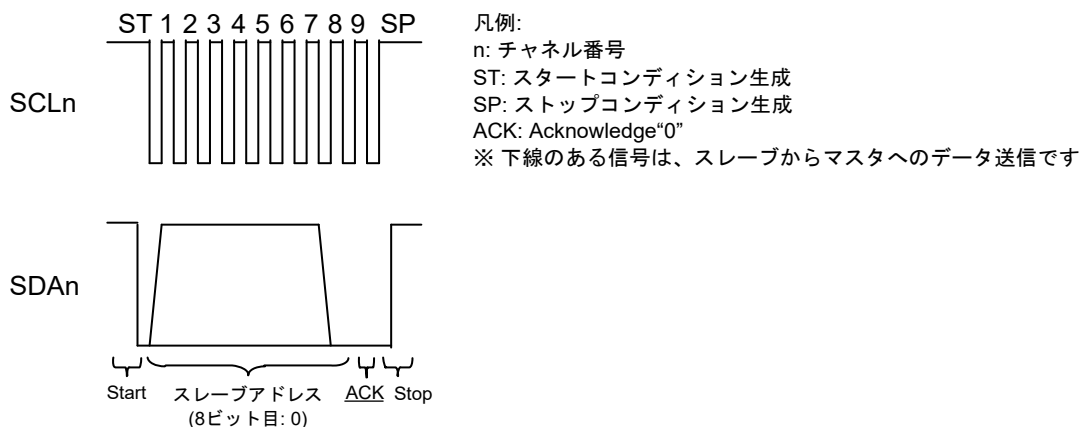 ST 1 2 3 4 5 6 7 8 9 SP
SCLn
凡例:
n: チャネル番号
ST: スタートコンディション生成
SP: ストップコンディション生成
ACK: Acknowledge“0”
※ 下線のある信号は、スレーブからマスタへのデータ送信です
SDAn
Start スレーブアドレス ACK Stop
(8ビット目: 0)